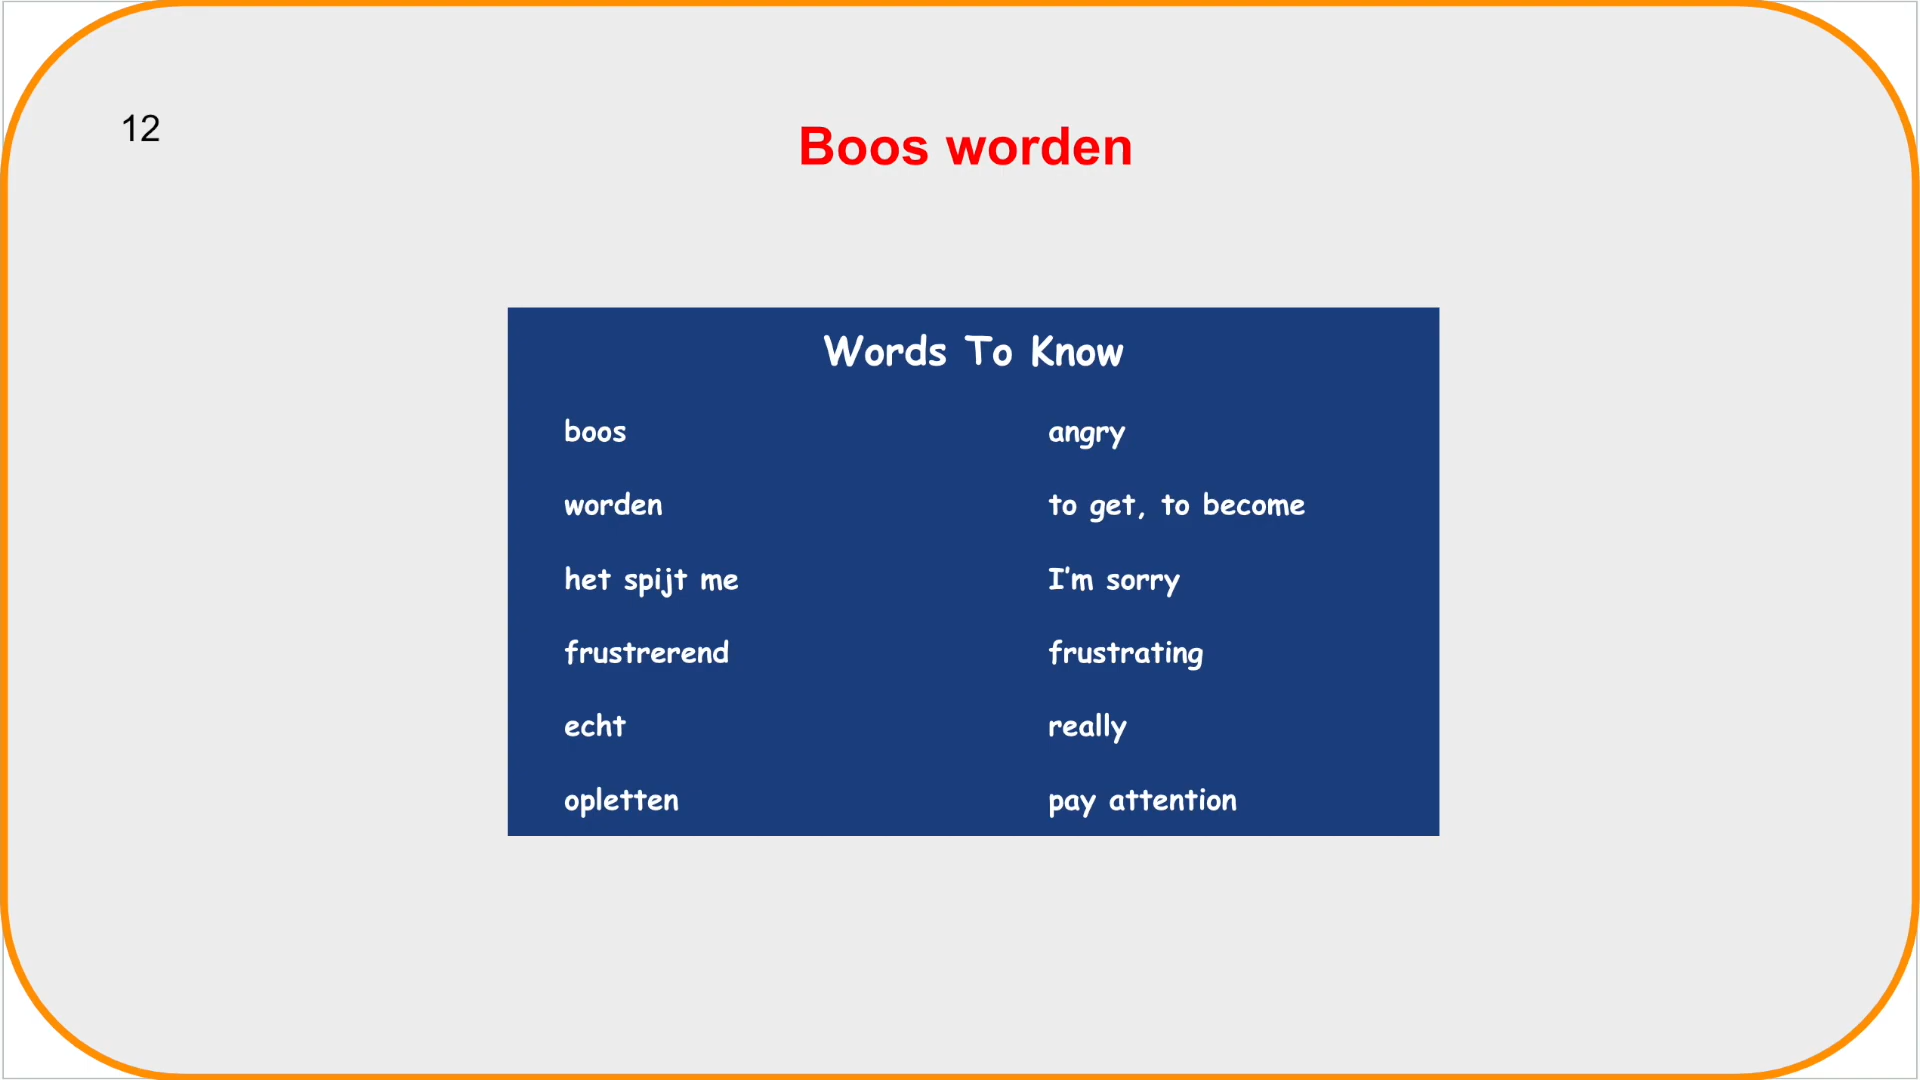 12
Boos worden
Words To Know
boos angry
worden to get, to become
het spijt me I'm sorry
frustrerend frustrating
echt really
opletten pay attention